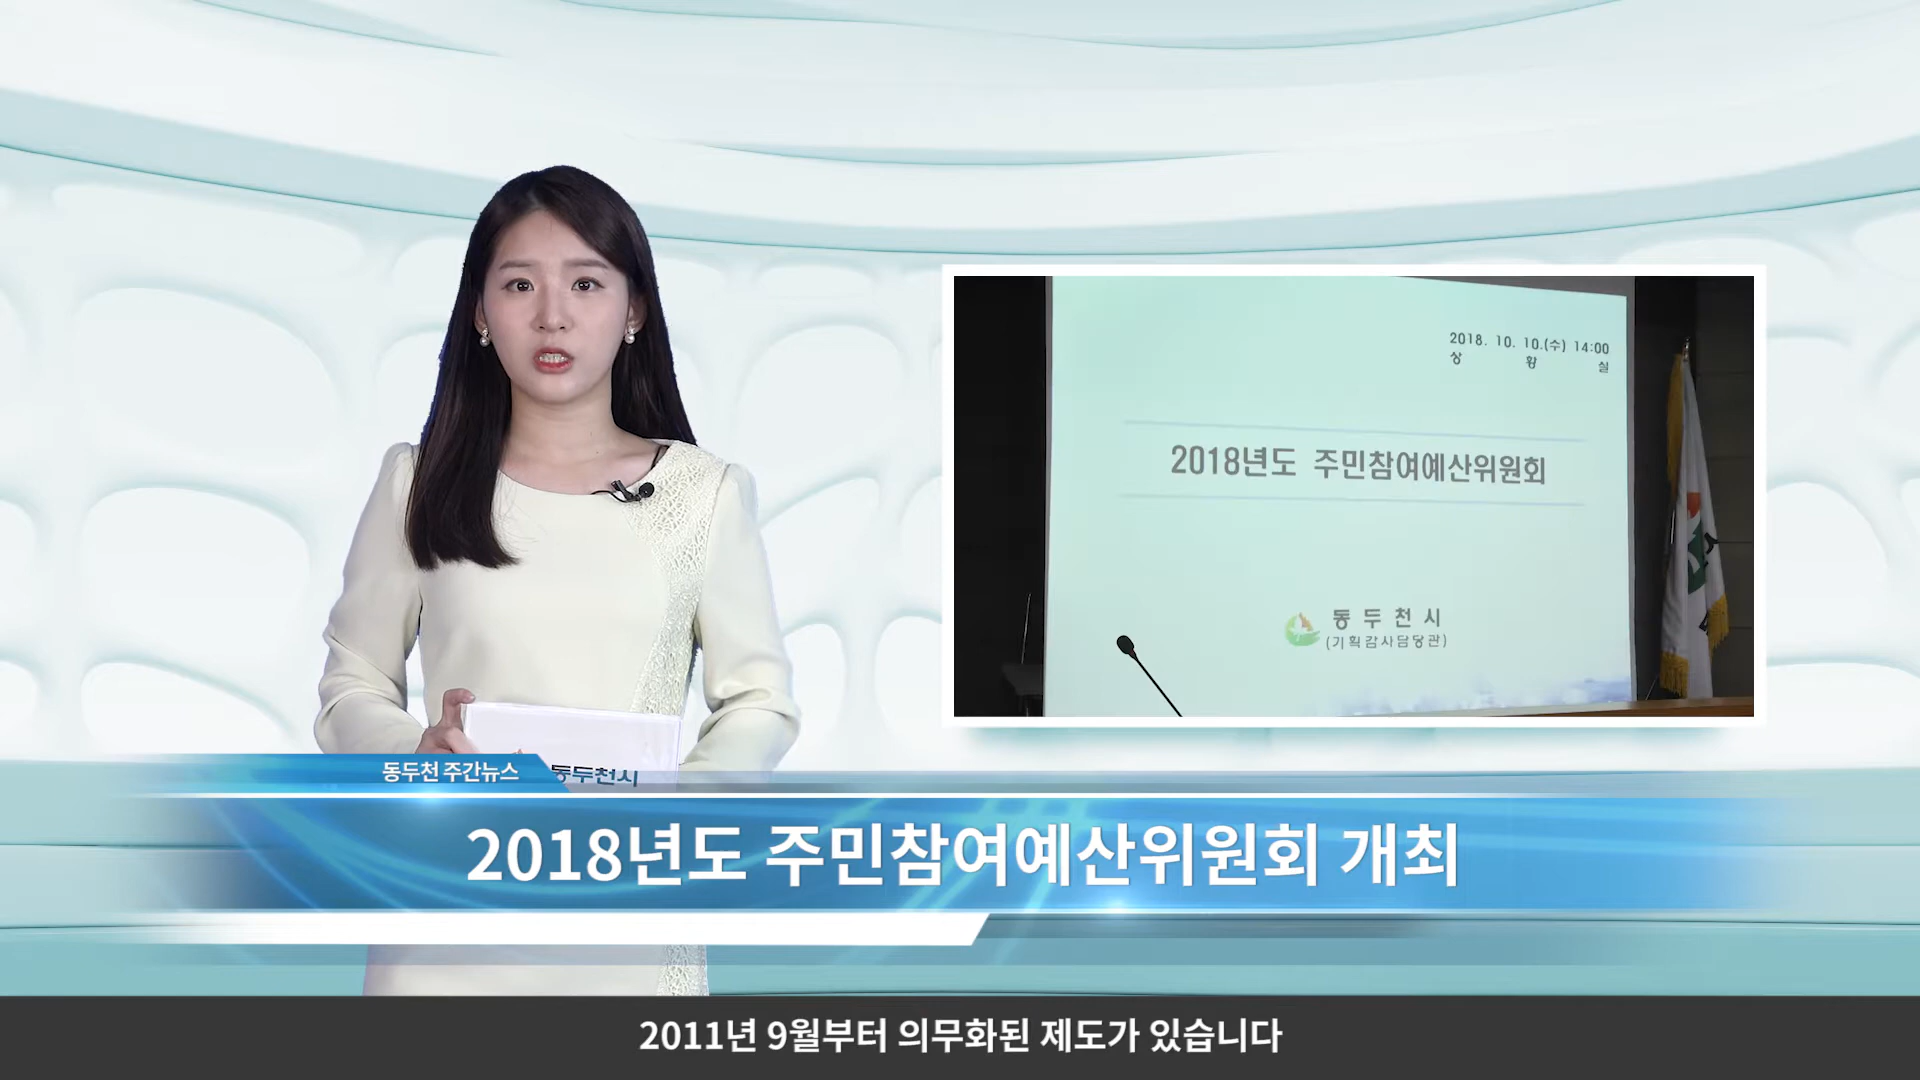 2018. 10. 10.(수) 14:00
상 황 실
2018년도 주민참여예산위원회
동두천시
(기획감사담당관)
동두천 주간뉴스
동두천시
2018년도 주민참여예산위원회 개최
2011년 9월부터 의무화된 제도가 있습니다